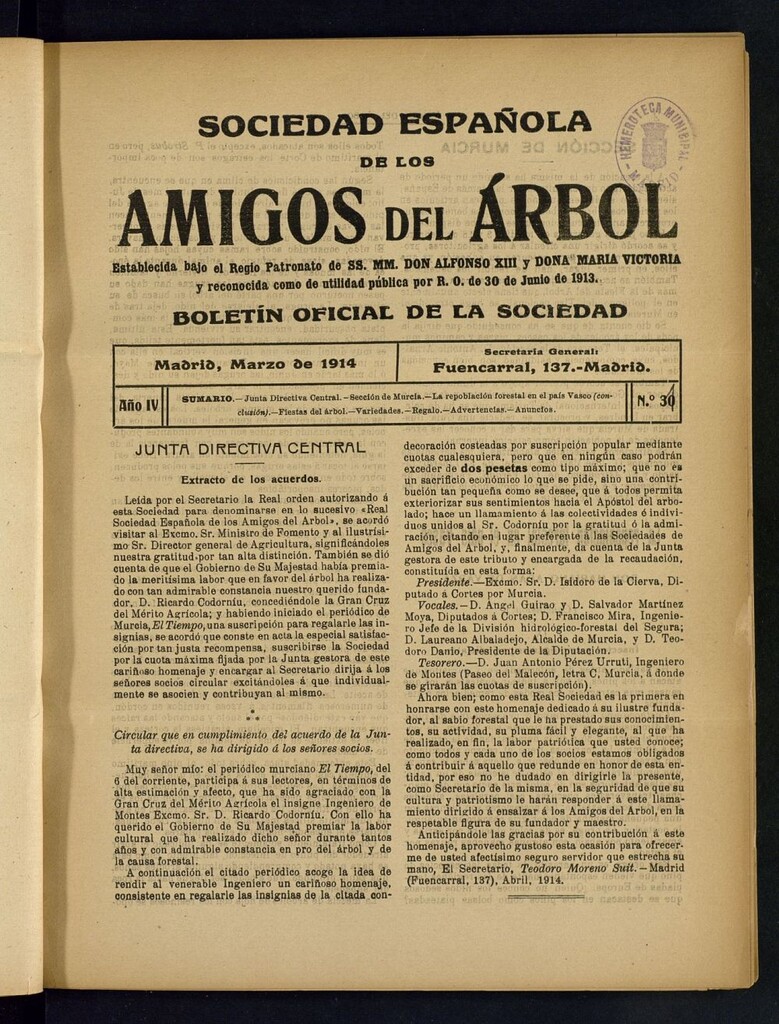 SOCIEDAD ESPAÑOLA
DE LOS
AMIGOS DEL ÁRBOL
HEMEROTECA MUNICIPAL
MADRID
Establecida bajo el Regio Patronato de SS. MM. DON ALFONSO XIII y DOÑA MARIA VICTORIA
y reconocida como de utilidad pública por R. O. de 30 de Junio de 1913.
BOLETÍN OFICIAL DE LA SOCIEDAD
Madrid, Marzo de 1914
Secretaría General:
Fuencarral, 137.-Madrid.
Año IV
SUMARIO.—Junta Directiva Central.-Sección de Murcia.—La repoblación forestal en el país Vasco (con-
clusión).—Fiestas del árbol.—Variedades.—Regalo.—Advertencias.—Anuncios.
N.º 34
JUNTA DIRECTIVA CENTRAL
Extracto de los acuerdos.
Leída por el Secretario la Real orden autorizando á
esta Sociedad para denominarse en lo sucesivo «Real
Sociedad Española de los Amigos del Arbol», se acordó
visitar al Excmo. Sr. Ministro de Fomento y al ilustrísi-
mo Sr. Director general de Agricultura, significándoles
nuestra gratitud por tan alta distinción. También se dió
cuenta de que el Gobierno de Su Majestad había premia-
do la meritísima labor que en favor del árbol ha realiza-
do con tan admirable constancia nuestro querido funda-
dor, D. Ricardo Codorníu, concediéndole la Gran Cruz
del Mérito Agrícola; y habiendo iniciado el periódico de
Murcia, El Tiempo, una suscripción para regalarle las in-
signias, se acordó que conste en acta la especial satisfac-
ción por tan justa recompensa, suscribirse la Sociedad
por la cuota máxima fijada por la Junta gestora de este
cariñoso homenaje y encargar al Secretario dirija á los
señores socios circular excitándoles á que individual-
mente se asocien y contribuyan al mismo.
Circular que en cumplimiento del acuerdo de la Jun-
ta directiva, se ha dirigido á los señores socios.
Muy señor mío: el periódico murciano El Tiempo, del
6 del corriente, participa á sus lectores, en términos de
alta estimación y afecto, que ha sido agraciado con la
Gran Cruz del Mérito Agrícola el insigne Ingeniero de
Montes Excmo. Sr. D. Ricardo Codorníu. Con ello ha
querido el Gobierno de Su Majestad premiar la labor
cultural que ha realizado dicho señor durante tantos
años y con admirable constancia en pro del árbol y de
la causa forestal.
A continuación el citado periódico acoge la idea de
rendir al venerable Ingeniero un cariñoso homenaje,
consistente en regalarle las insignias de la citada con-
decoración costeadas por suscripción popular mediante
cuotas cualesquiera, pero que en ningún caso podrán
exceder de dos pesetas como tipo máximo; que no es
un sacrificio económico lo que se pide, sino una contri-
bución tan pequeña como se desee, que á todos permita
exteriorizar sus sentimientos hacia el Apóstol del arbo-
lado; hace un llamamiento á las colectividades é indivi-
duos unidos al Sr. Codorníu por la gratitud ó la admi-
ración, citando en lugar preferente á las Sociedades de
Amigos del Arbol, y, finalmente, da cuenta de la Junta
gestora de este tributo y encargada de la recaudación,
constituída en esta forma:
Presidente.—Excmo. Sr. D. Isidoro de la Cierva, Di-
putado á Cortes por Murcia.
Vocales.—D. Angel Guirao y D. Salvador Martínez
Moya, Diputados á Cortes; D. Francisco Mira, Ingenie-
ro Jefe de la División hidrológico-forestal del Segura;
D. Laureano Albaladejo, Alcalde de Murcia, y D. Teo-
doro Danio, Presidente de la Diputación.
Tesorero.—D. Juan Antonio Pérez Urruti, Ingeniero
de Montes (Paseo del Malecón, letra C, Murcia, á donde
se girarán las cuotas de suscripción).
Ahora bien; como esta Real Sociedad es la primera en
honrarse con este homenaje dedicado á su ilustre funda-
dor, al sabio forestal que le ha prestado sus conocimien-
tos, su actividad, su pluma fácil y elegante, al que ha
realizado, en fin, la labor patriótica que usted conoce;
como todos y cada uno de los socios estamos obligados
á contribuír á aquello que redunde en honor de esta en-
tidad, por eso no he dudado en dirigirle la presente,
como Secretario de la misma, en la seguridad de que su
cultura y patriotismo le harán responder á este llama-
miento dirigido á ensalzar á los Amigos del Arbol, en la
respetable figura de su fundador y maestro.
Anticipándole las gracias por su contribución á este
homenaje, aprovecho gustoso esta ocasión para ofrecer-
me de usted afectísimo seguro servidor que estrecha su
mano, El Secretario, Teodoro Moreno Suit.—Madrid
(Fuencarral, 137), Abril, 1914.